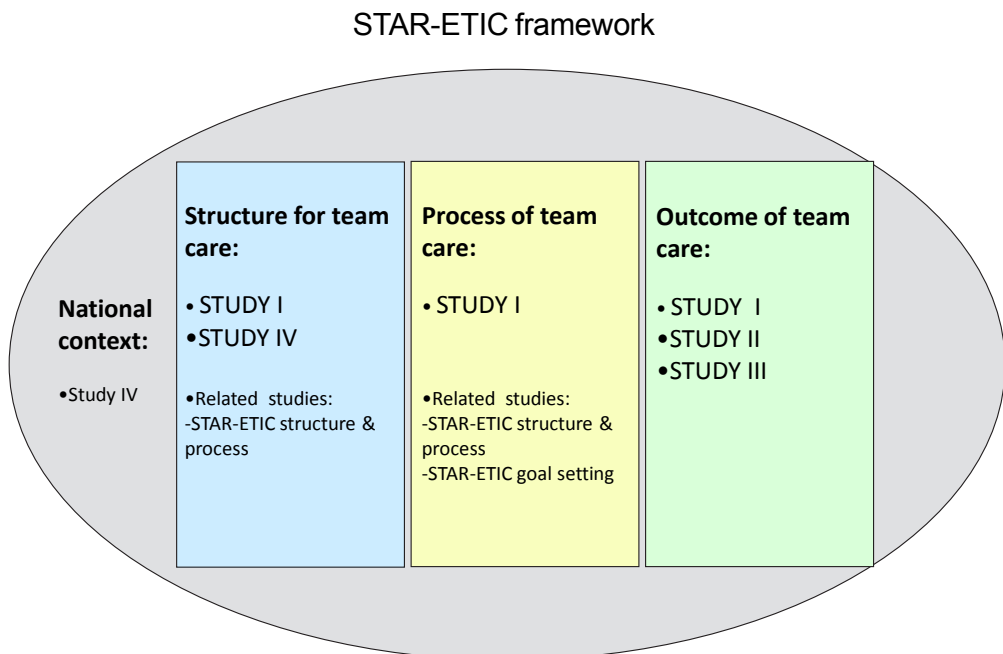 STAR-ETIC framework
National
context:
•Study IV
Structure for team
care:
• STUDY I
•STUDY IV
•Related studies:
-STAR-ETIC structure &
process
Process of team
care:
• STUDY I
•Related studies:
-STAR-ETIC structure &
process
-STAR-ETIC goal setting
Outcome of team
care:
• STUDY I
•STUDY II
•STUDY III